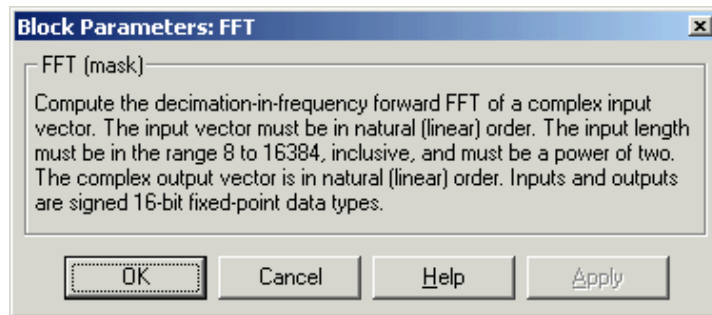 Block Parameters: FFT
FFT (mask)
Compute the decimation-in-frequency forward FFT of a complex input
vector. The input vector must be in natural (linear) order. The input length
must be in the range 8 to 16384, inclusive, and must be a power of two.
The complex output vector is in natural (linear) order. Inputs and outputs
are signed 16-bit fixed-point data types.
OK Cancel Help Apply